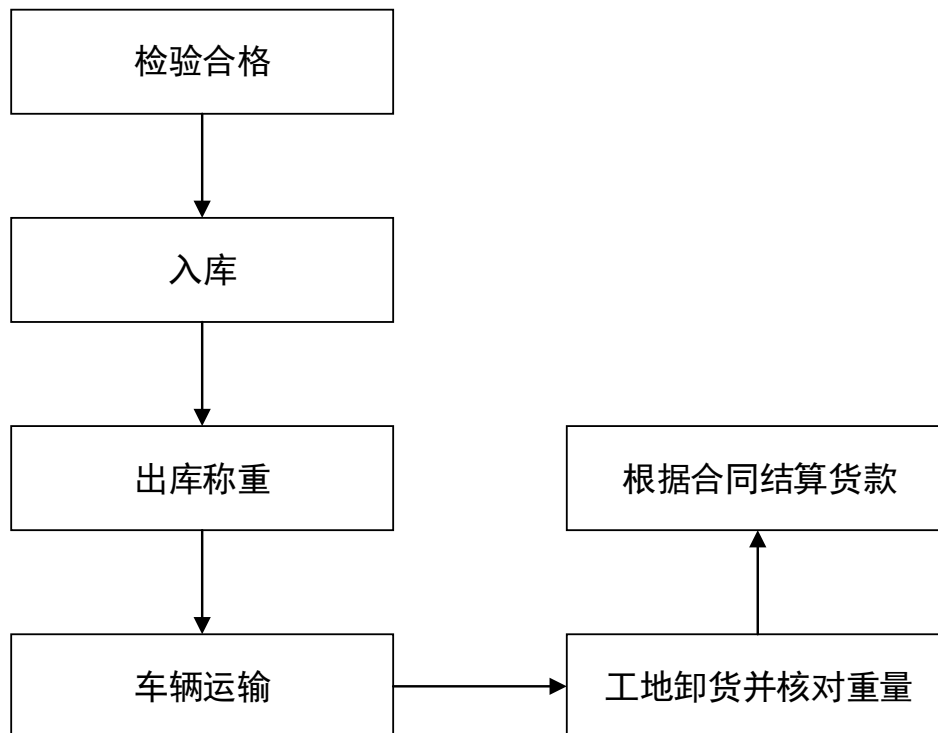 检验合格
入库
出库称重
车辆运输
工地卸货并核对重量
根据合同结算货款